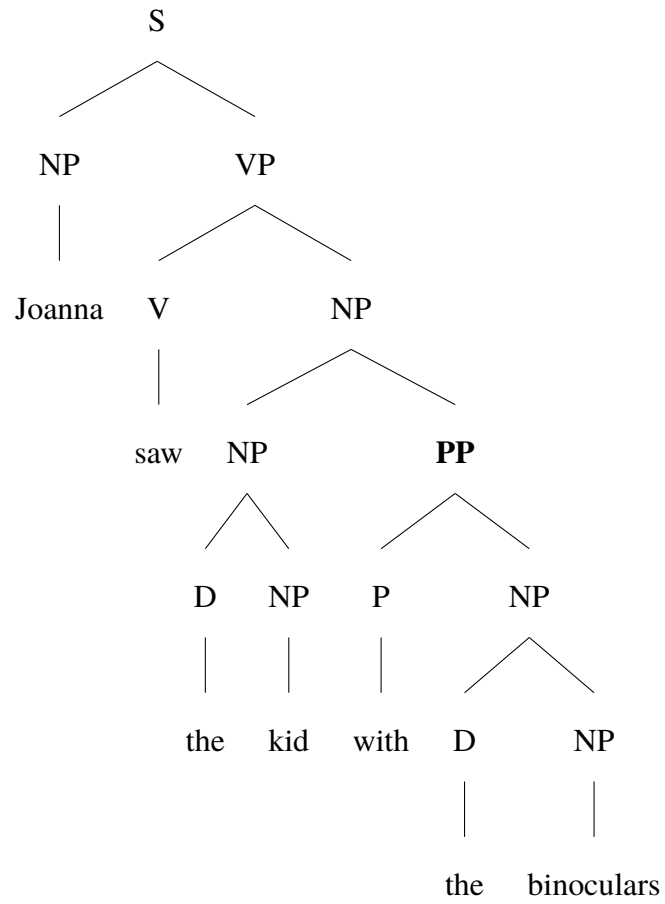 S
NP VP
Joanna V NP
saw NP PP
D NP P NP
the kid with D NP
the binoculars